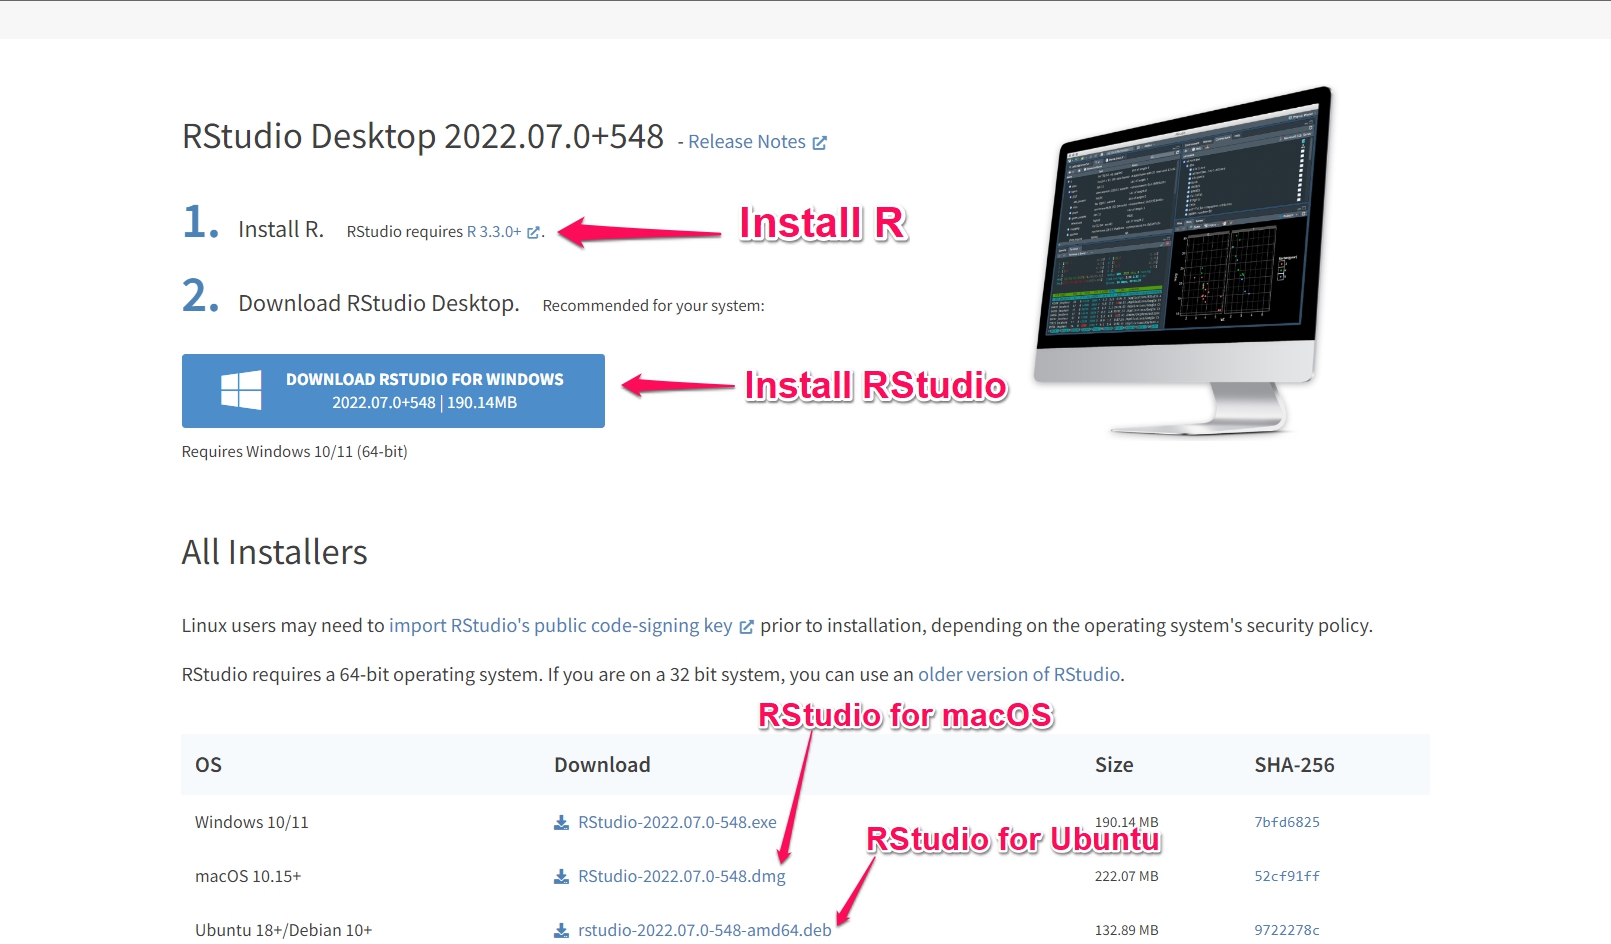 RStudio Desktop 2022.07.0+548 - Release Notes
1. Install R. RStudio requires R 3.3.0+. Install R
2. Download RStudio Desktop. Recommended for your system:
DOWNLOAD RSTUDIO FOR WINDOWS
2022.07.0+548 | 190.14MB
Install RStudio
Requires Windows 10/11 (64-bit)
All Installers
Linux users may need to import RStudio's public code-signing key prior to installation, depending on the operating system's security policy.
RStudio requires a 64-bit operating system. If you are on a 32 bit system, you can use an older version of RStudio.
RStudio for macOS
OS Download Size SHA-256
Windows 10/11 RStudio-2022.07.0-548.exe 190.14 MB 7bfd6825
RStudio for Ubuntu
macOS 10.15+ RStudio-2022.07.0-548.dmg 222.07 MB 52cf91ff
Ubuntu 18+/Debian 10+ rstudio-2022.07.0-548-amd64.deb 132.89 MB 9722278c